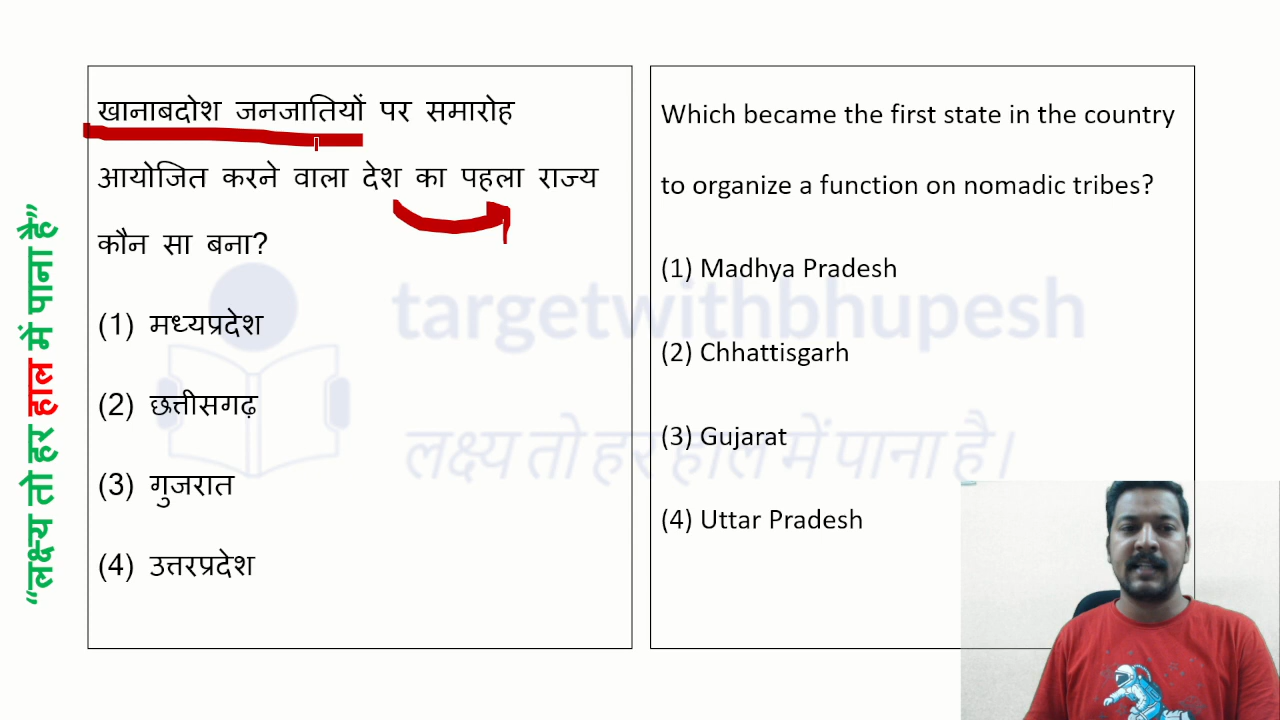 “लक्ष्य तो हर हाल में पाना है”
खानाबदोश जनजातियों पर समारोह
आयोजित करने वाला देश का पहला राज्य
कौन सा बना?
(1) मध्यप्रदेश
(2) छत्तीसगढ़
(3) गुजरात
(4) उत्तरप्रदेश
Which became the first state in the country
to organize a function on nomadic tribes?
(1) Madhya Pradesh
(2) Chhattisgarh
(3) Gujarat
(4) Uttar Pradesh
targetwithbhupesh
लक्ष्य तो हर हाल में पाना है।